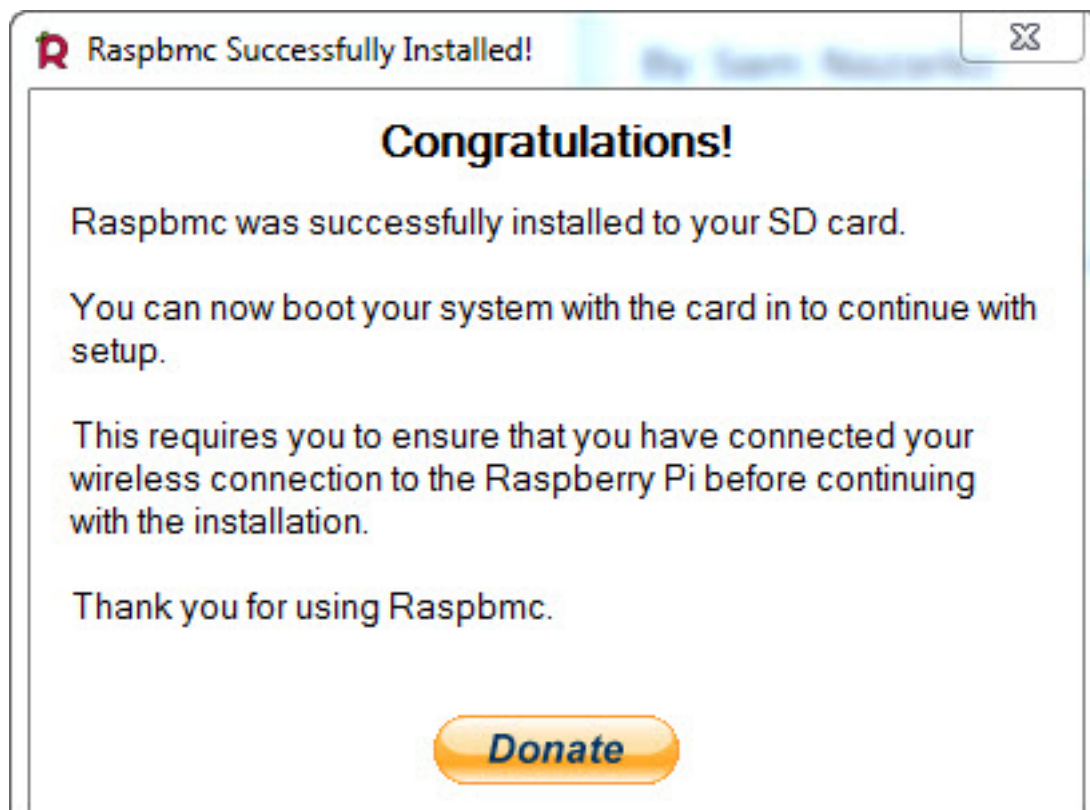 Raspbmc Successfully Installed!
Congratulations!
Raspbmc was successfully installed to your SD card.
You can now boot your system with the card in to continue with
setup.
This requires you to ensure that you have connected your
wireless connection to the Raspberry Pi before continuing
with the installation.
Thank you for using Raspbmc.
Donate